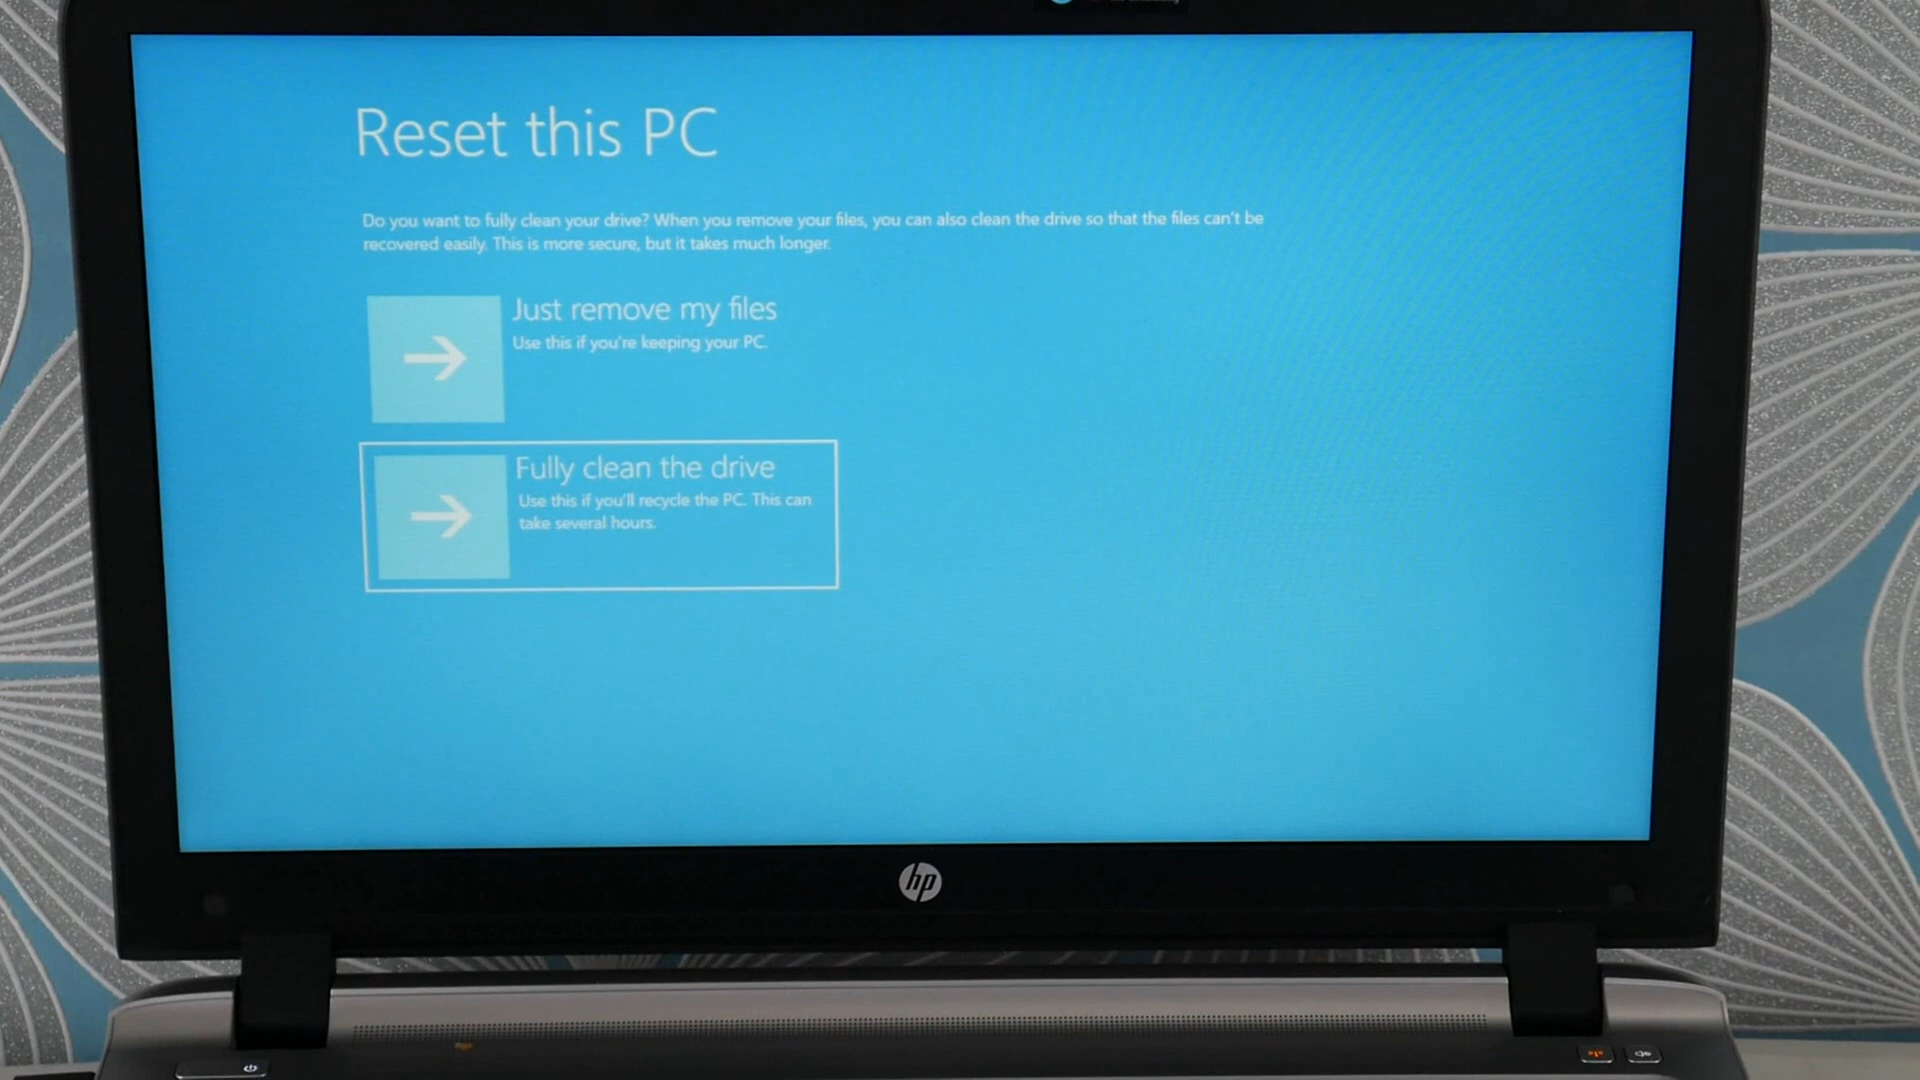 Reset this PC
Do you want to fully clean your drive? When you remove your files, you can also clean the drive so that the files can't be
recovered easily. This is more secure, but it takes much longer.
Just remove my files
Use this if you're keeping your PC.
Fully clean the drive
Use this if you'll recycle the PC. This can
take several hours.
hp